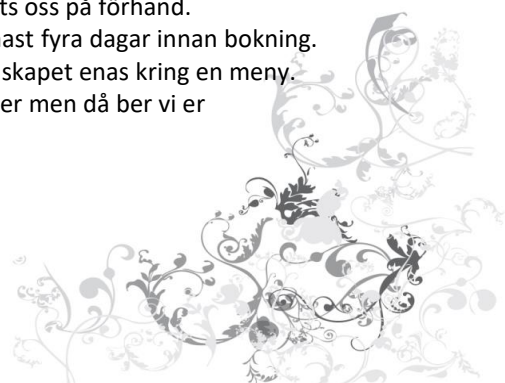 ts oss på förhand.
nast fyra dagar innan bokning.
skapet enas kring en meny.
er men då ber vi er